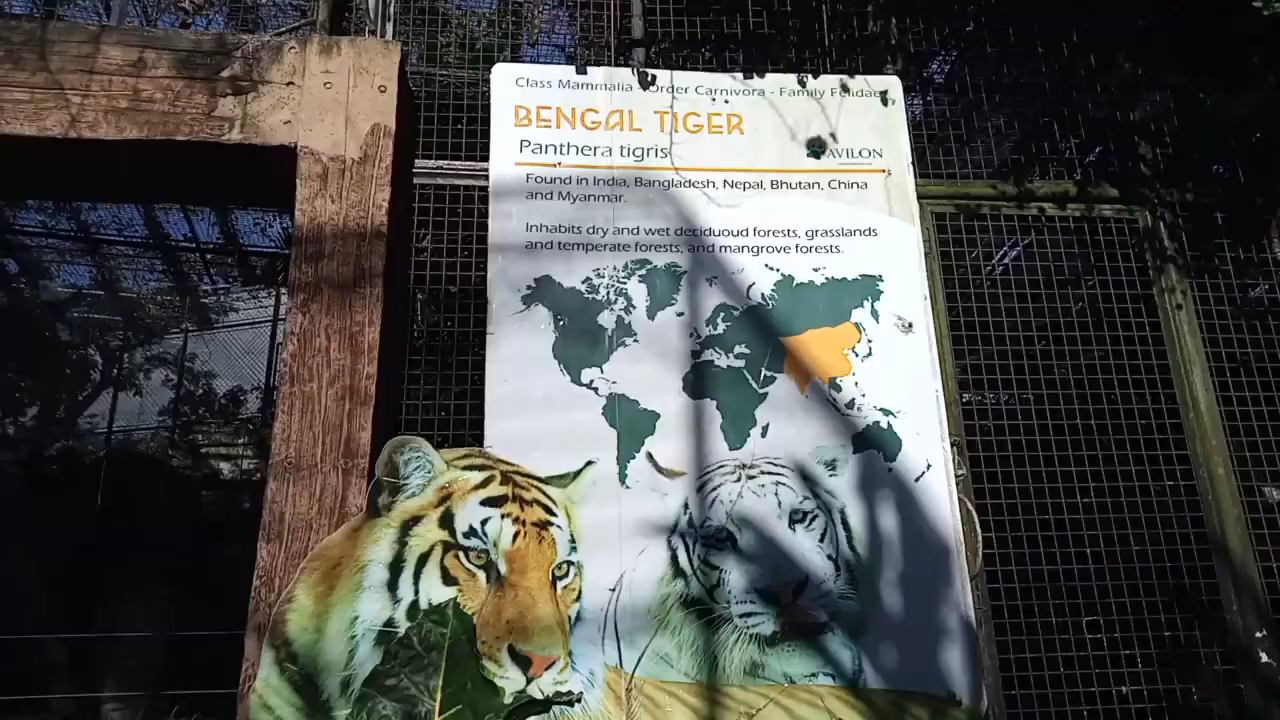 Class Mammalia - Order Carnivora - Family Felidae
BENGAL TIGER
Panthera tigris
AVILON
Found in India, Bangladesh, Nepal, Bhutan, China
and Myanmar.
Inhabits dry and wet deciduoud forests, grasslands
and temperate forests, and mangrove forests.